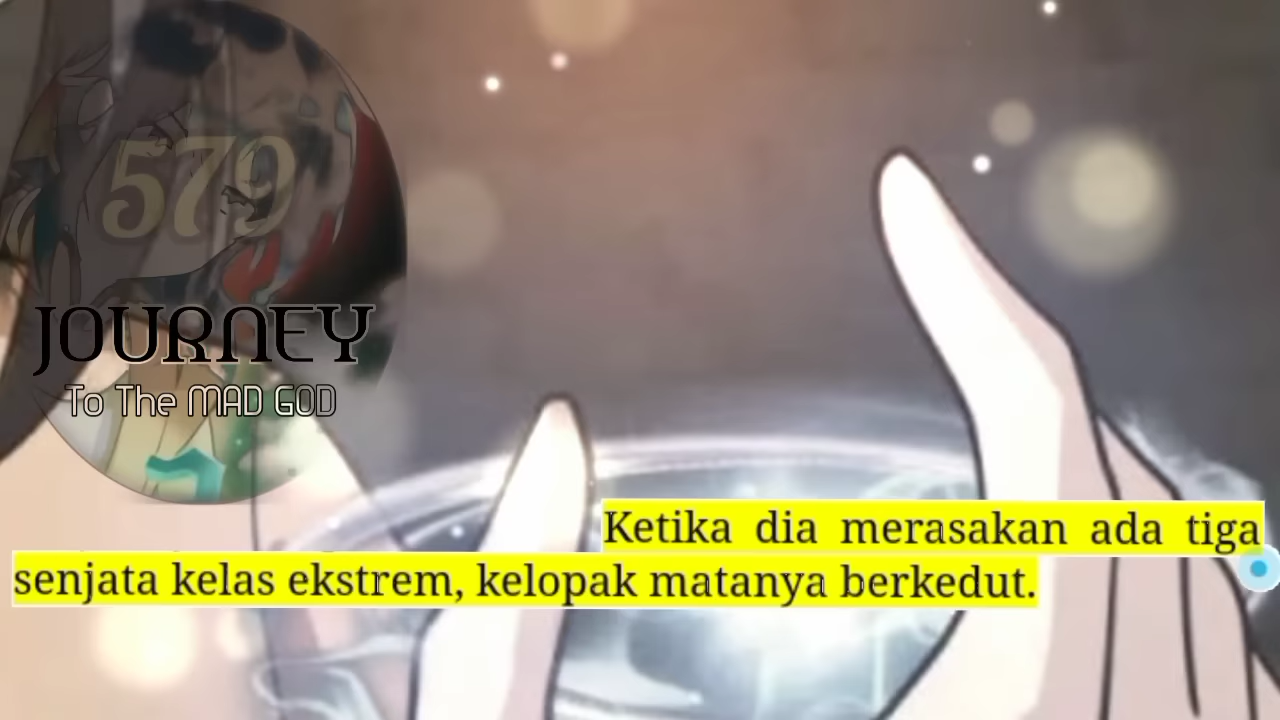 579
JOURNEY
To The MAD GOD
Ketika dia merasakan ada tiga
senjata kelas ekstrem, kelopak matanya berkedut.